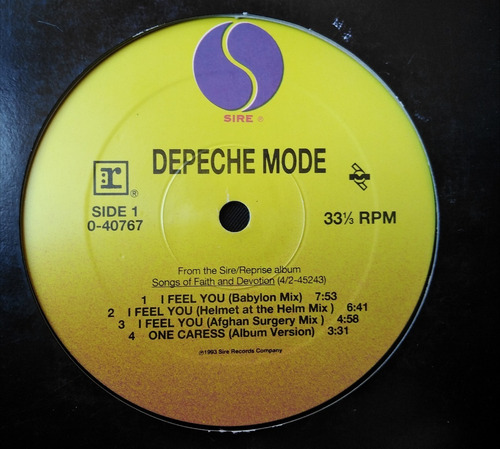 SIRE ®
DEPECHE MODE
r ®
SIDE 1
0-40767
33⅓ RPM
From the Sire/Reprise album
Songs of Faith and Devotion (4/2-45243)
1 I FEEL YOU (Babylon Mix) 7:53
2 I FEEL YOU (Helmet at the Helm Mix ) 6:41
3 I FEEL YOU (Afghan Surgery Mix) 4:58
4 ONE CARESS (Album Version) 3:31
℗1993 Sire Records Company